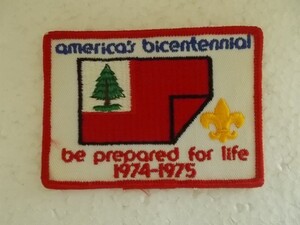 america's bicentennial
be prepared for life
1974-1975